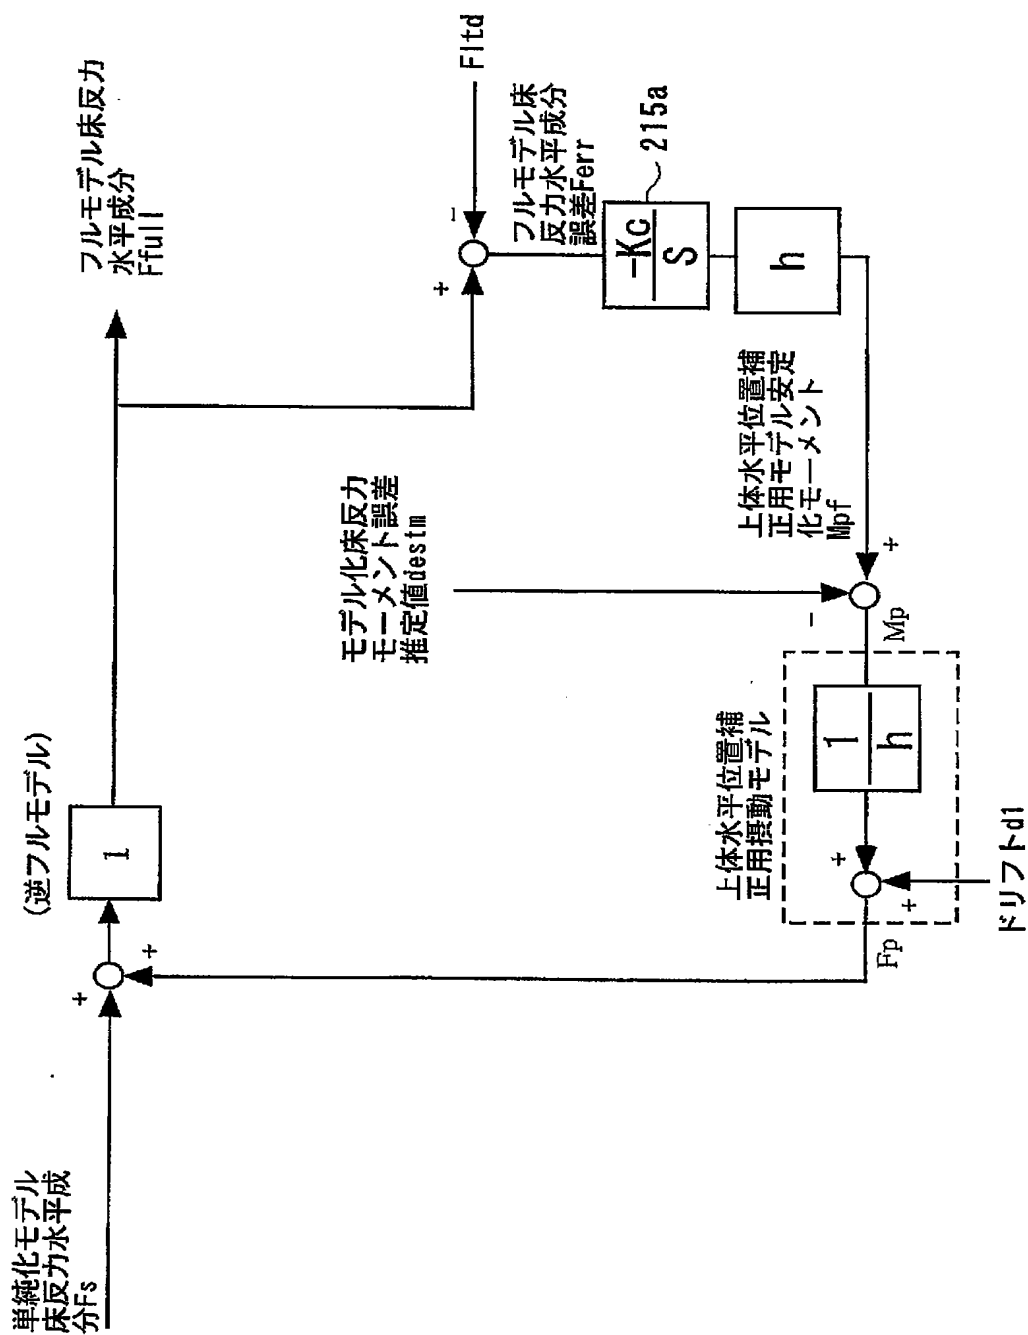 単純化モデル
床反力水平成
分Fs
+
+
(逆フルモデル)
1
フルモデル床反力
水平成分
Ffull
モデル化床反力
モーメント誤差
推定値destm
+
-
Fltd
フルモデル床
反力水平成分
誤差Ferr
-Kc
S
215a
h
上体水平位置補
正用モデル安定
化モーメント
Mpf
+
-
Mp
上体水平位置補
正用摂動モデル
1
h
+
+
Fp
ドリフトd1